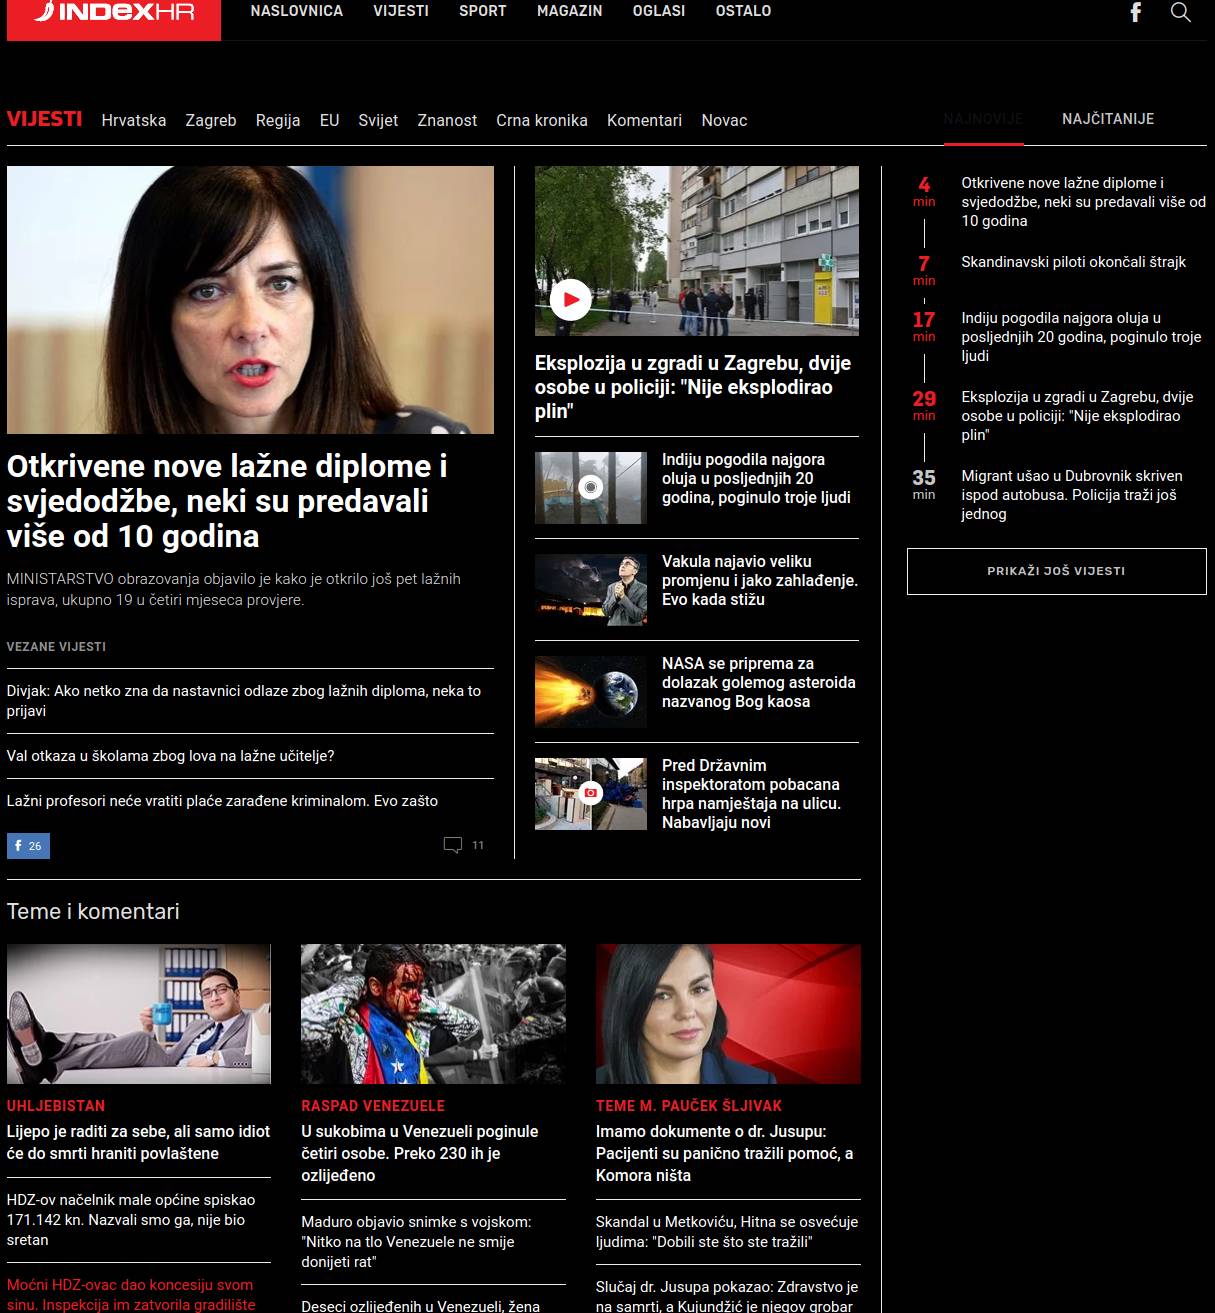 INDEXHR
NASLOVNICA VIJESTI SPORT MAGAZIN OGLASI OSTALO
VIJESTI Hrvatska Zagreb Regija EU Svijet Znanost Crna kronika Komentari Novac
NAJNOVIJE NAJČITANIJE
Otkrivene nove lažne diplome i
svjedodžbe, neki su predavali
više od 10 godina
MINISTARSTVO obrazovanja objavilo je kako je otkrilo još pet lažnih
isprava, ukupno 19 u četiri mjeseca provjere.
VEZANE VIJESTI
Divjak: Ako netko zna da nastavnici odlaze zbog lažnih diploma, neka to
prijavi
Val otkaza u školama zbog lova na lažne učitelje?
Lažni profesori neće vratiti plaće zarađene kriminalom. Evo zašto
f 26
11
Eksplozija u zgradi u Zagrebu, dvije
osobe u policiji: "Nije eksplodirao
plin"
Indiju pogodila najgora
oluja u posljednjih 20
godina, poginulo troje ljudi
Vakula najavio veliku
promjenu i jako zahlađenje.
Evo kada stižu
NASA se priprema za
dolazak golemog asteroida
nazvanog Bog kaosa
Pred Državnim
inspektoratom pobacana
hrpa namještaja na ulicu.
Nabavljaju novi
4
min
Otkrivene nove lažne diplome i
svjedodžbe, neki su predavali više od
10 godina
7
min
Skandinavski piloti okončali štrajk
17
min
Indiju pogodila najgora oluja u
posljednjih 20 godina, poginulo troje
ljudi
29
min
Eksplozija u zgradi u Zagrebu, dvije
osobe u policiji: "Nije eksplodirao
plin"
35
min
Migrant ušao u Dubrovnik skriven
ispod autobusa. Policija traži još
jednog
PRIKAŽI JOŠ VIJESTI
Teme i komentari
UHLJEBISTAN
Lijepo je raditi za sebe, ali samo idiot
će do smrti hraniti povlaštene
HDZ-ov načelnik male općine spiskao
171.142 kn. Nazvali smo ga, nije bio
sretan
Moćni HDZ-ovac dao koncesiju svom
sinu. Inspekcija im zatvorila gradilište
RASPAD VENEZUELE
U sukobima u Venezueli poginule
četiri osobe. Preko 230 ih je
ozlijeđeno
Maduro objavio snimke s vojskom:
"Nitko na tlo Venezuele ne smije
donijeti rat"
Deseci ozlijeđenih u Venezueli, žena
TEME M. PAUČEK ŠLJIVAK
Imamo dokumente o dr. Jusupu:
Pacijenti su panično tražili pomoć, a
Komora ništa
Skandal u Metkoviću, Hitna se osvećuje
ljudima: "Dobili ste što ste tražili"
Slučaj dr. Jusupa pokazao: Zdravstvo je
na samrti, a Kujundžić je njegov grobar